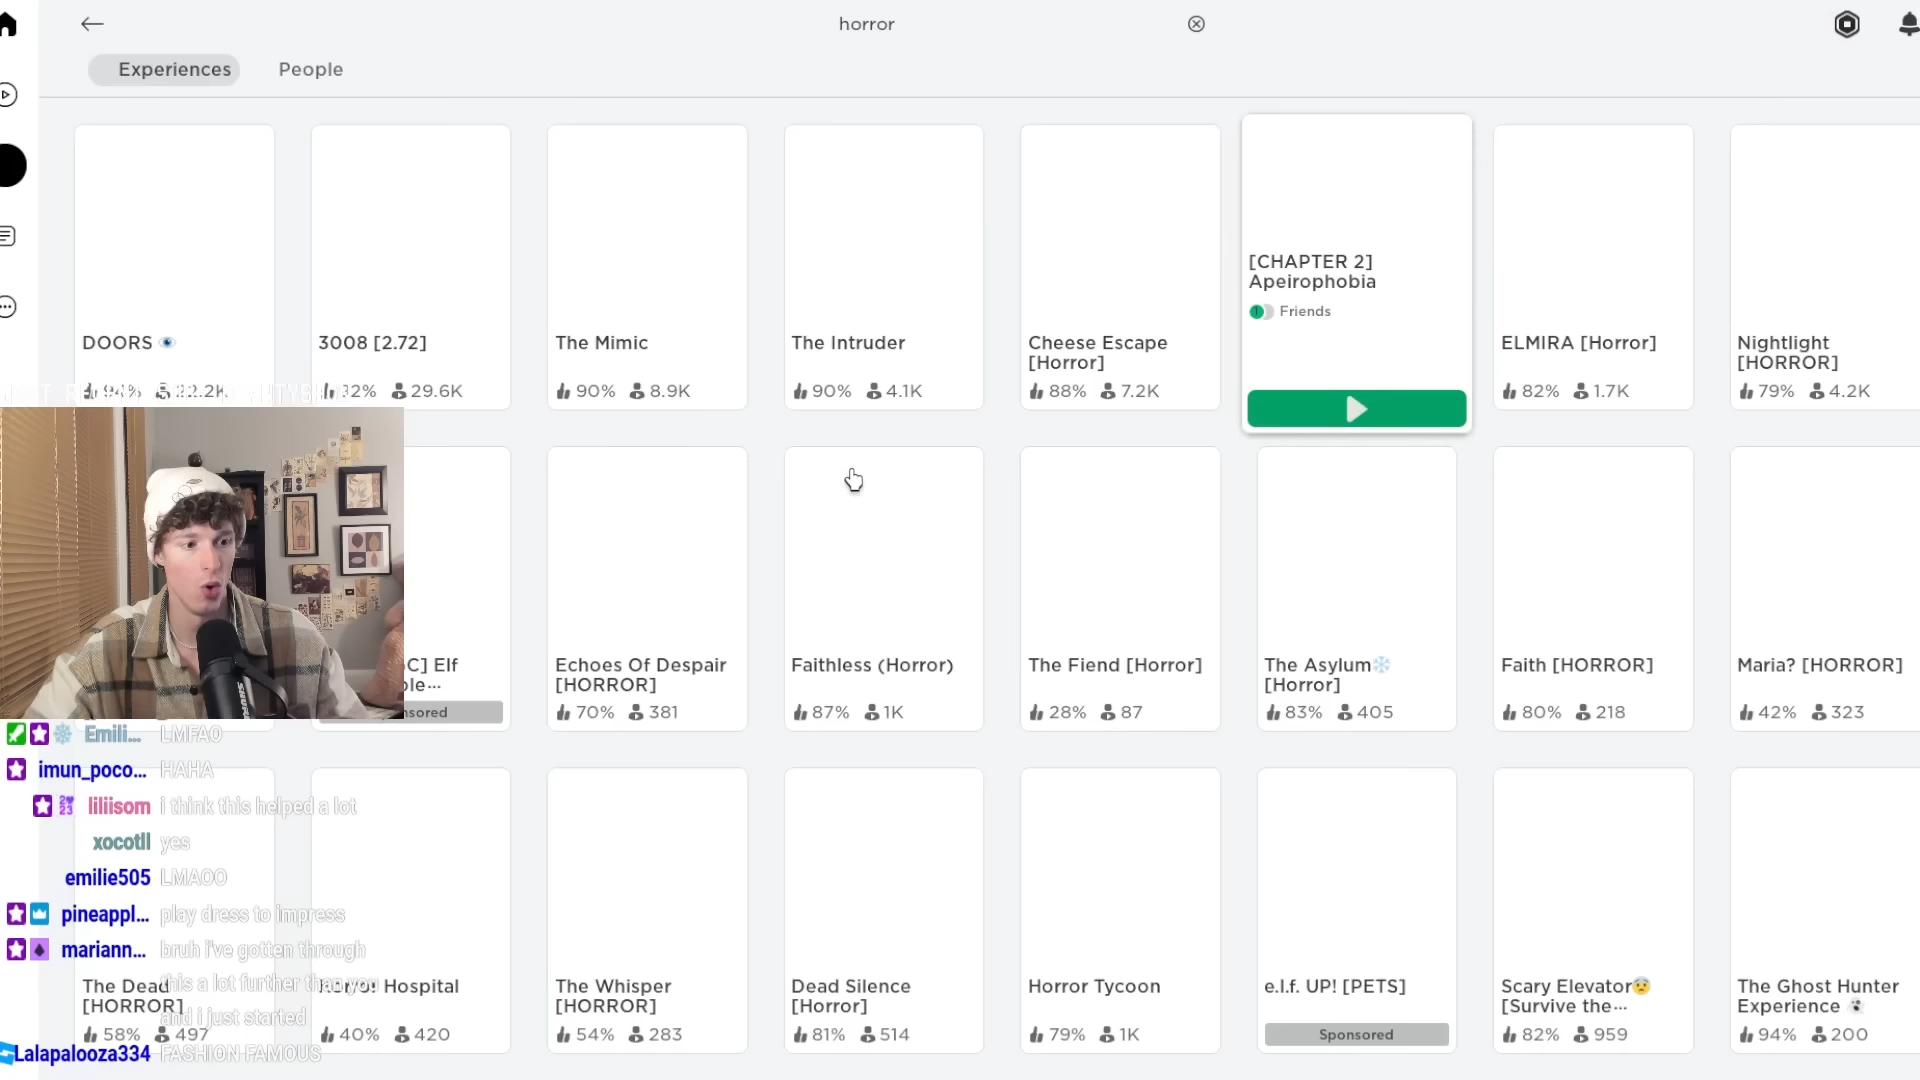 horror
Experiences
People
DOORS
3008 [2.72]
The Mimic
The Intruder
Cheese Escape
[Horror]
[CHAPTER 2]
Apeirophobia
Friends
ELMIRA [Horror]
Nightlight
[HORROR]
29.6K
90% 8.9K
90% 4.1K
88% 7.2K
82% 1.7K
79% 4.2K
C] Elf
ple...
nsored
Echoes Of Despair
[HORROR]
70% 381
Faithless (Horror)
87% 1K
The Fiend [Horror]
28% 87
The Asylum❄️
[Horror]
83% 405
Faith [HORROR]
80% 218
Maria? [HORROR]
42% 323
SHURE
Emili... LMFAO
imun_poco... HAHA
liliisom i think this helped a lot
xocotll yes
emilie505 LMAOO
pineappl... play dress to impress
mariann... bruh i've gotten through
this a lot further than you
and i just started
Lalapalooza334 FASHION FAMOUS
The Dead
[HORROR]
58% 497
Horror Hospital
40% 420
The Whisper
[HORROR]
54% 283
Dead Silence
[Horror]
81% 514
Horror Tycoon
79% 1K
e.l.f. UP! [PETS]
Sponsored
Scary Elevator😨
[Survive the...
82% 959
The Ghost Hunter
Experience
94% 200